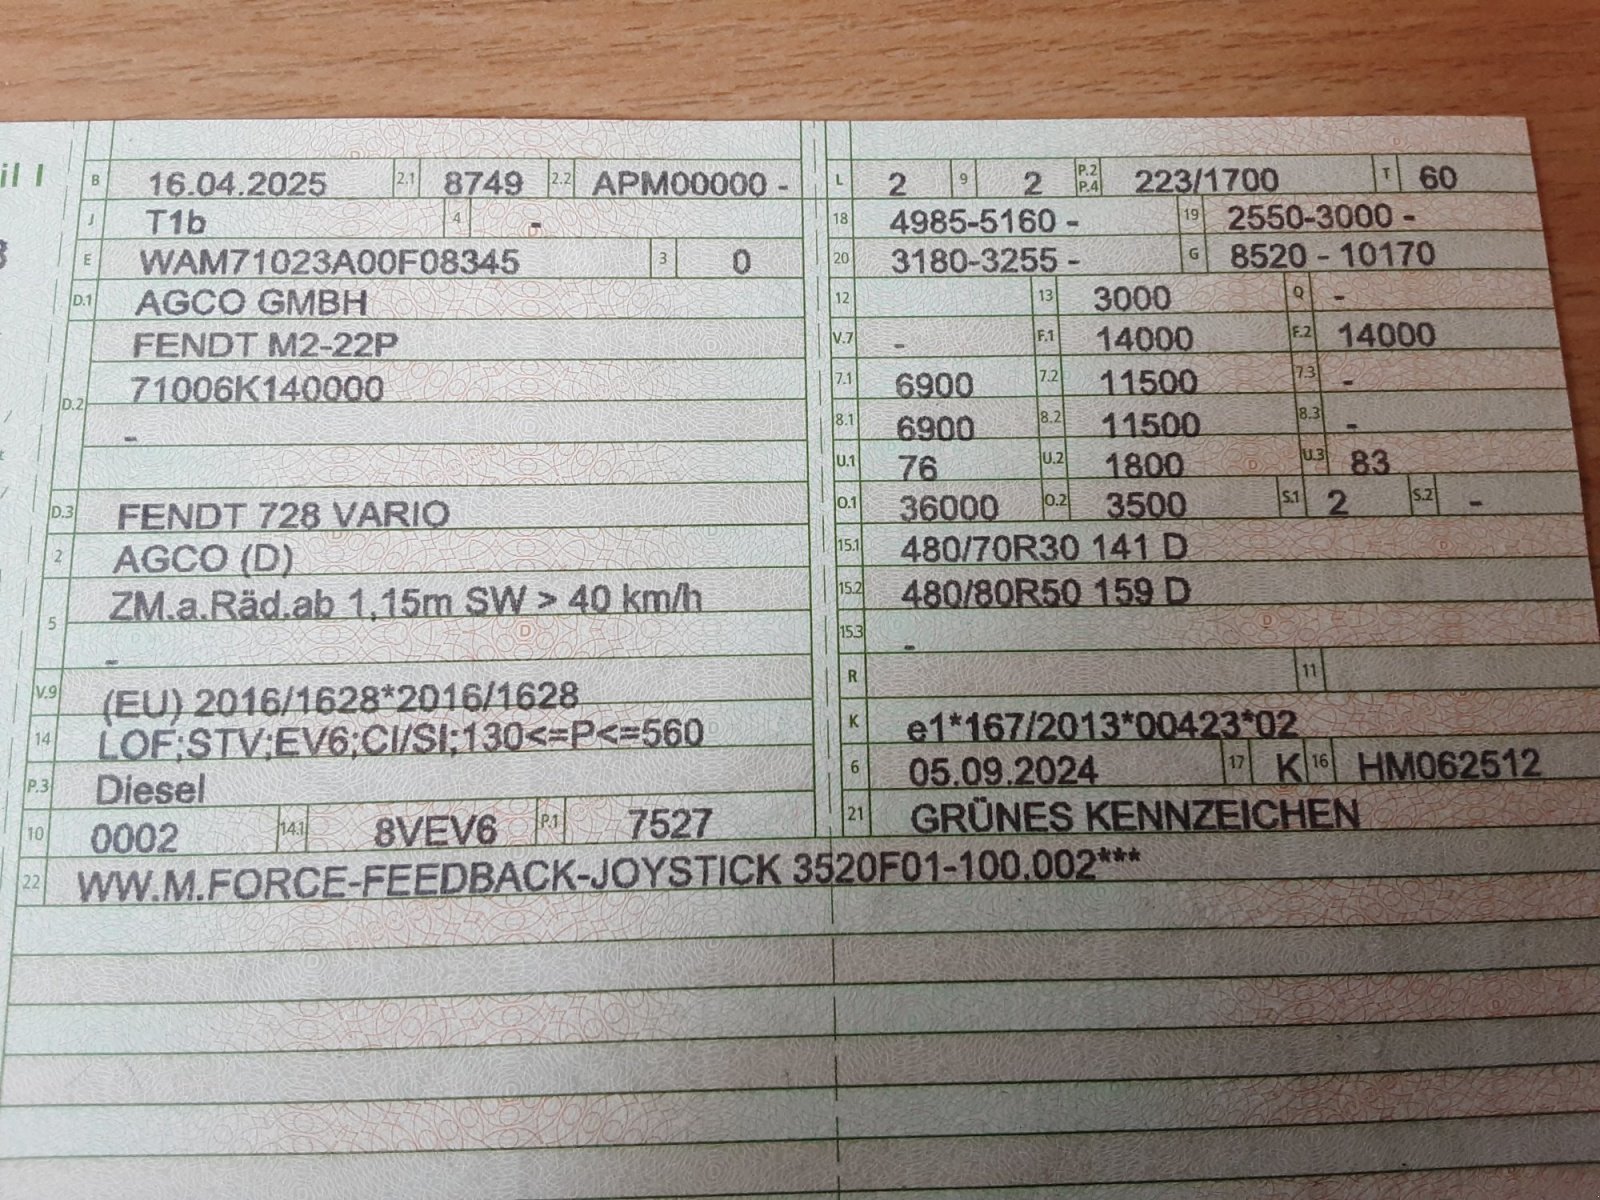 il I
B 16.04.2025 2.1 8749 2.2 APM00000 -
J T1b 4 -
E WAM71023A00F08345 3 0
D.1 AGCO GMBH
FENDT M2-22P
D.2 71006K140000
-
D.3 FENDT 728 VARIO
2 AGCO (D)
5 ZM.a.Räd.ab 1,15m SW > 40 km/h
-
V.9 (EU) 2016/1628*2016/1628
14 LOF;STV;EV6;CI/SI;130<=P<=560
P.3 Diesel
10 0002 14.1 8VEV6 P.1 7527
L 2 9 2 P.2 P.4 223/1700 T 60
18 4985-5160 - 19 2550-3000 -
20 3180-3255 - G 8520 - 10170
12 13 3000 Q -
V.7 - F.1 14000 F.2 14000
7.1 6900 7.2 11500 7.3 -
8.1 6900 8.2 11500 8.3 -
U.1 76 U.2 1800 U.3 83
O.1 36000 O.2 3500 S.1 2 S.2 -
15.1 480/70R30 141 D
15.2 480/80R50 159 D
15.3 -
R 11
K e1*167/2013*00423*02
6 05.09.2024 17 K 16 HM062512
21 GRÜNES KENNZEICHEN
22 WW.M.FORCE-FEEDBACK-JOYSTICK 3520F01-100.002***